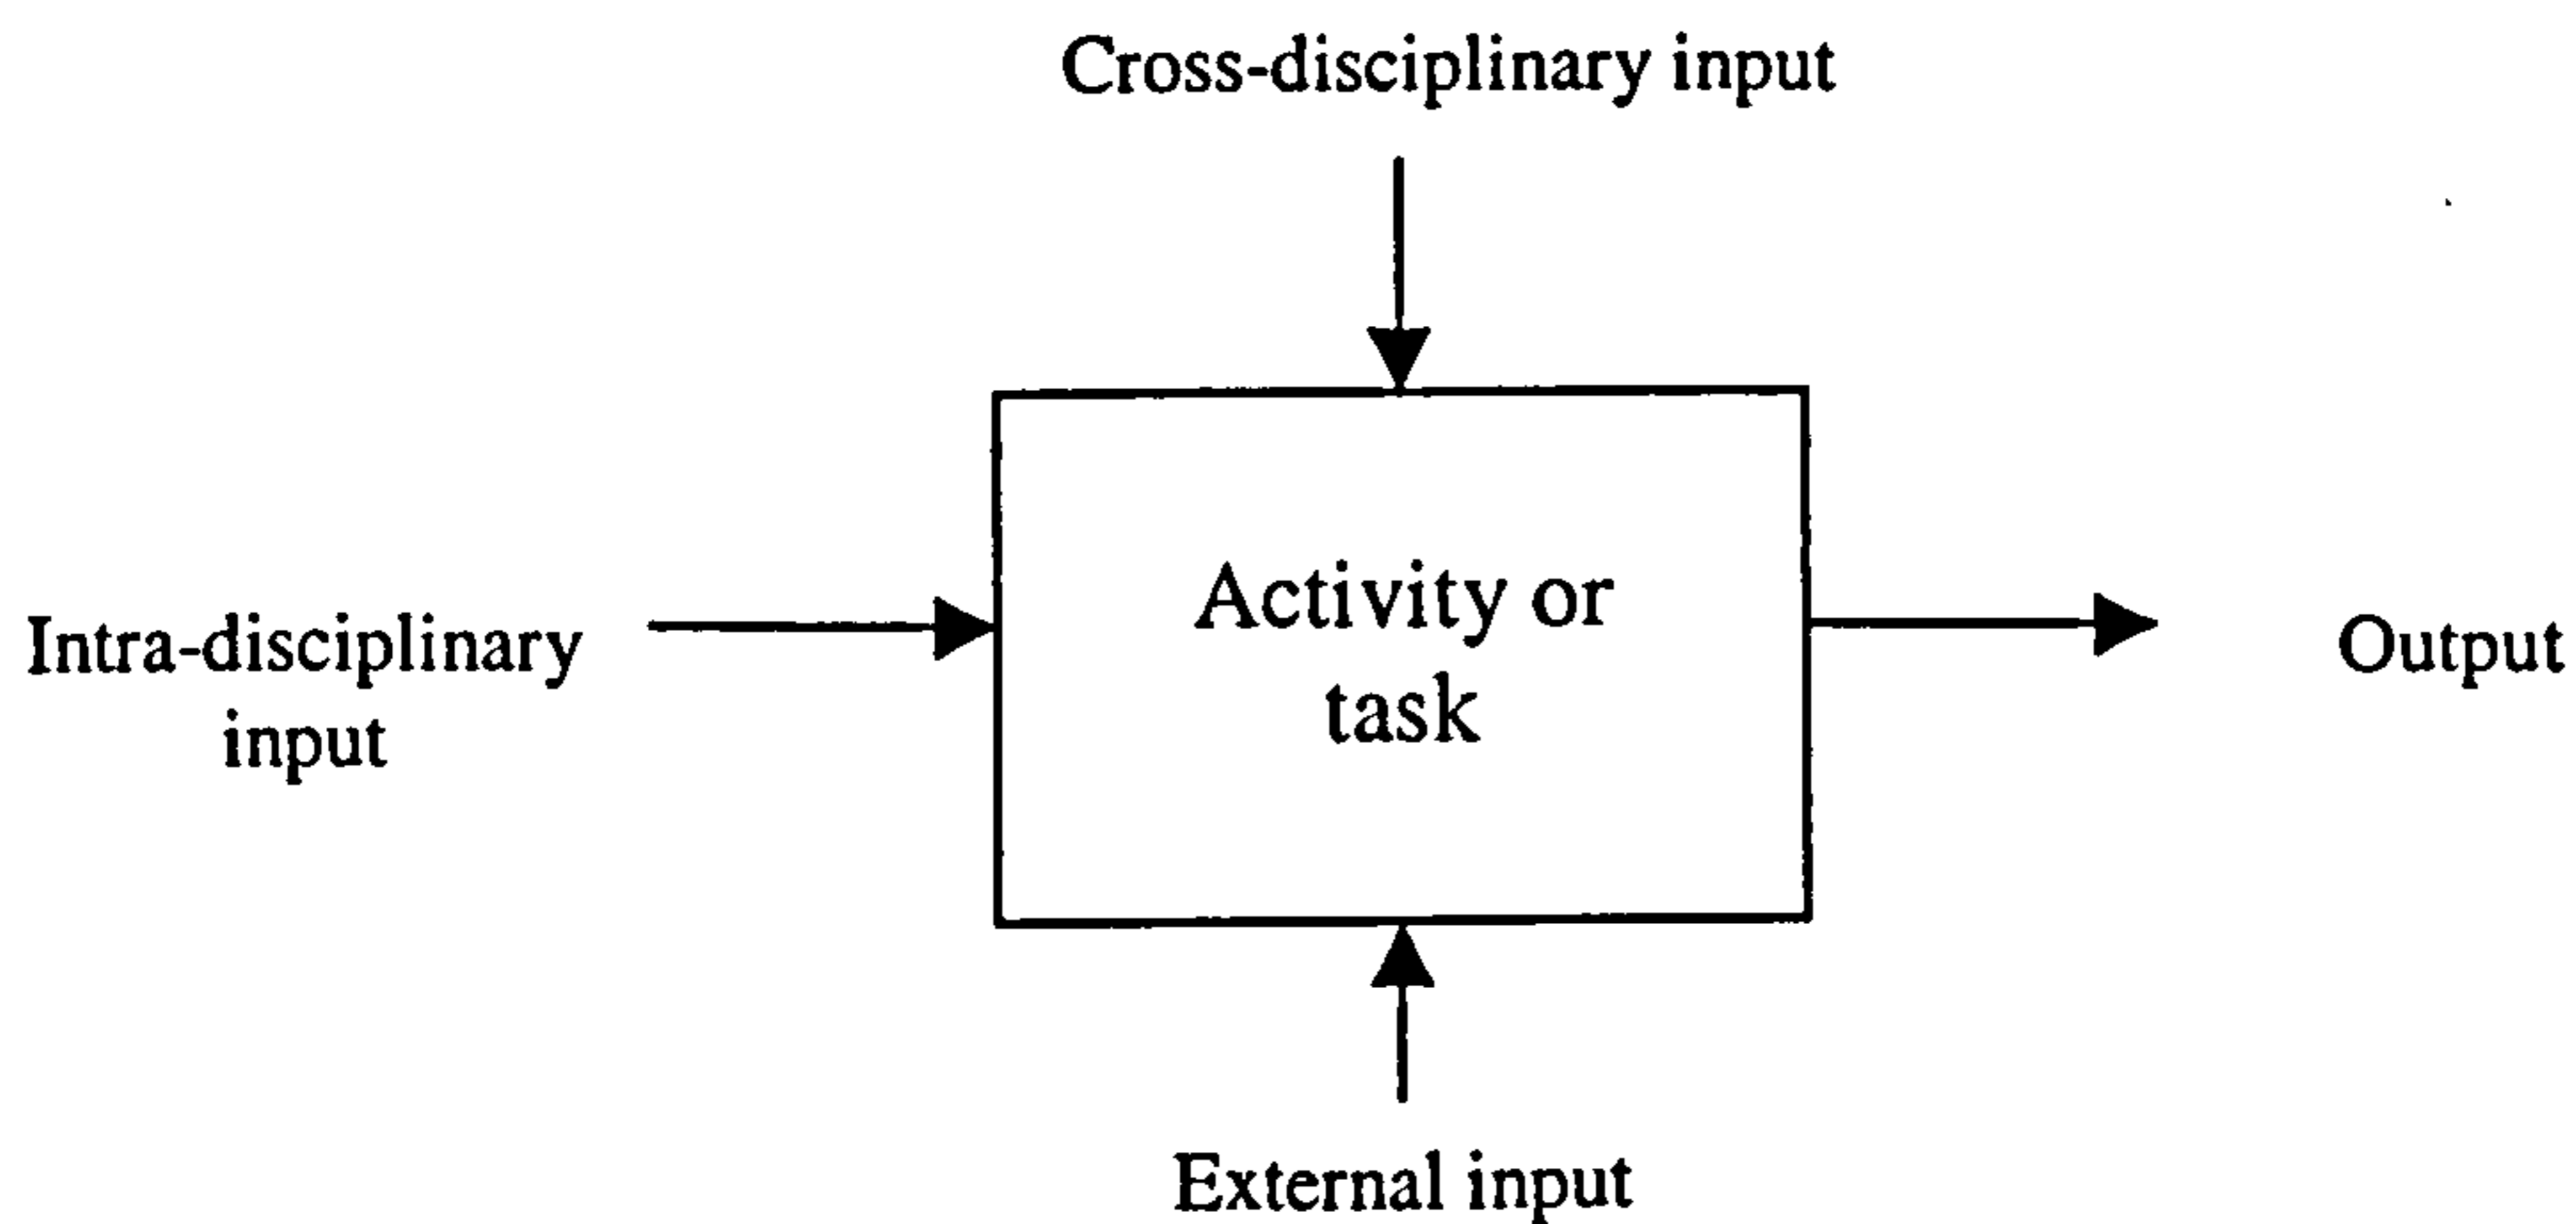 Cross-disciplinary input
Activity or
task
Intra-disciplinary
input
Output
External input